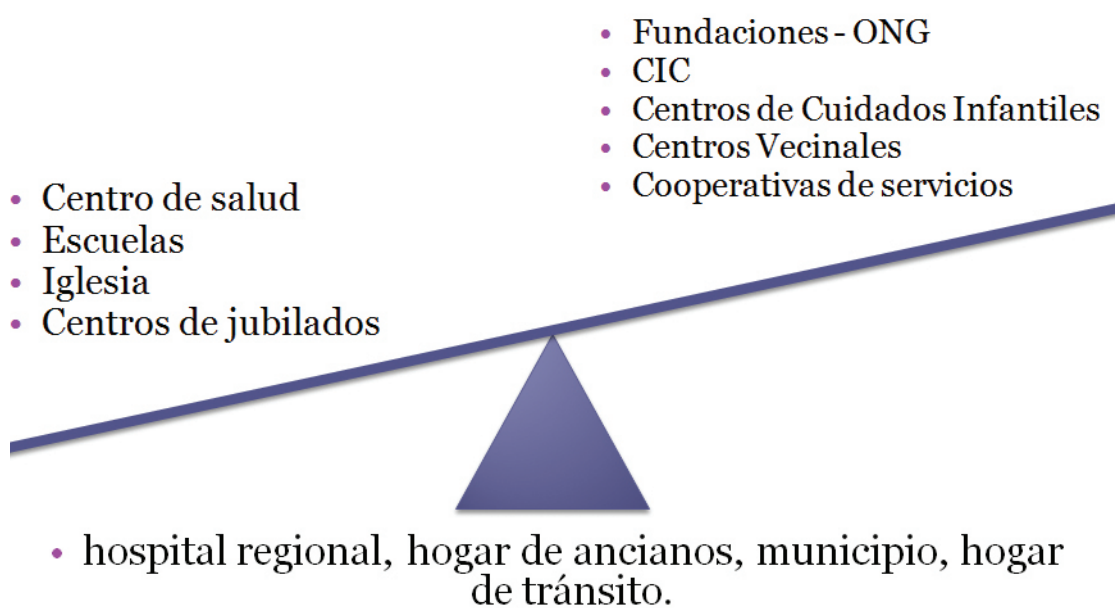 • Fundaciones - ONG
• CIC
• Centros de Cuidados Infantiles
• Centros Vecinales
• Cooperativas de servicios
• Centro de salud
• Escuelas
• Iglesia
• Centros de jubilados
• hospital regional, hogar de ancianos, municipio, hogar
de tránsito.